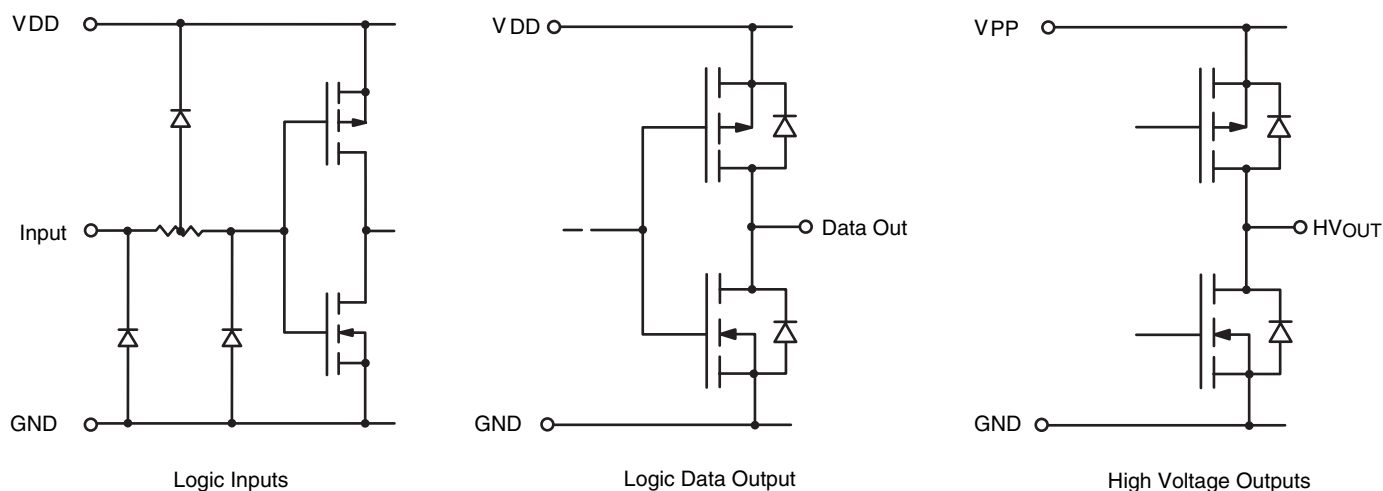 VDD
Input
GND
Logic Inputs
VDD
Data Out
GND
Logic Data Output
VPP
HVOUT
GND
High Voltage Outputs